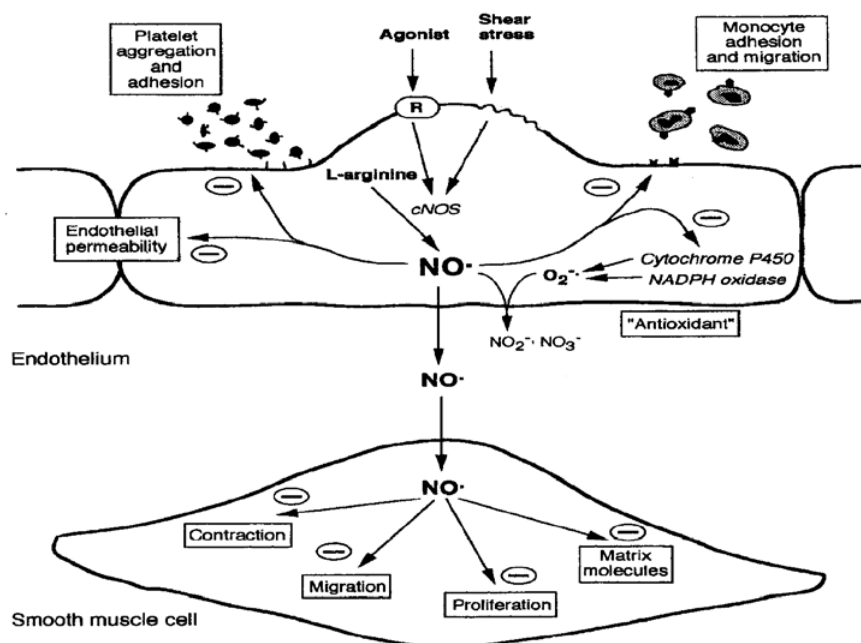 Platelet
aggregation
and
adhesion
Agonist
Shear
stress
Monocyte
adhesion
and migration
R
L-arginine
cNOS
Endothelial
permeability
NO·
O₂⁻·
Cytochrome P450
NADPH oxidase
"Antioxidant"
NO₂⁻· NO₃⁻
Endothelium
NO·
NO·
Contraction
Migration
Proliferation
Matrix
molecules
Smooth muscle cell